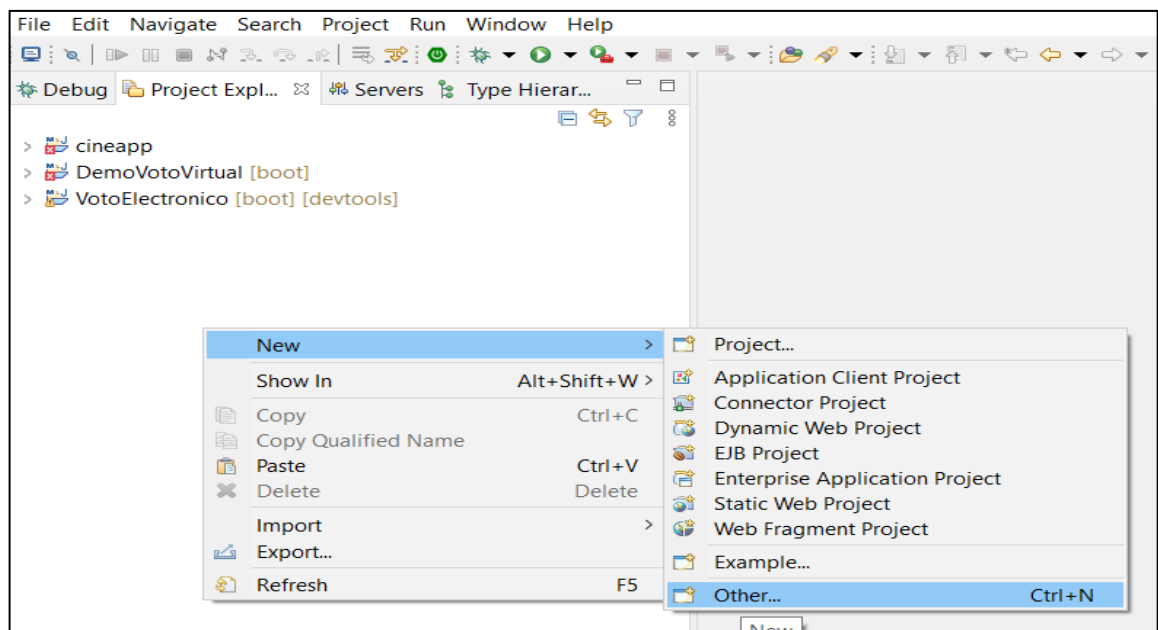 File Edit Navigate Search Project Run Window Help
Debug Project Expl... Servers Type Hierar...
cineapp
DemoVotoVirtual [boot]
VotoElectronico [boot] [devtools]
New
Show In Alt+Shift+W
Copy Ctrl+C
Copy Qualified Name
Paste Ctrl+V
Delete Delete
Import
Export...
Refresh F5
Project...
Application Client Project
Connector Project
Dynamic Web Project
EJB Project
Enterprise Application Project
Static Web Project
Web Fragment Project
Example...
Other... Ctrl+N
New